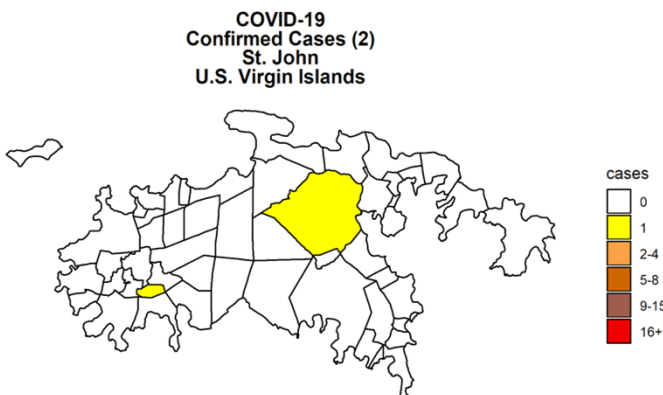 COVID-19
Confirmed Cases (2)
St. John
U.S. Virgin Islands
cases
0
1
2-4
5-8
9-15
16+